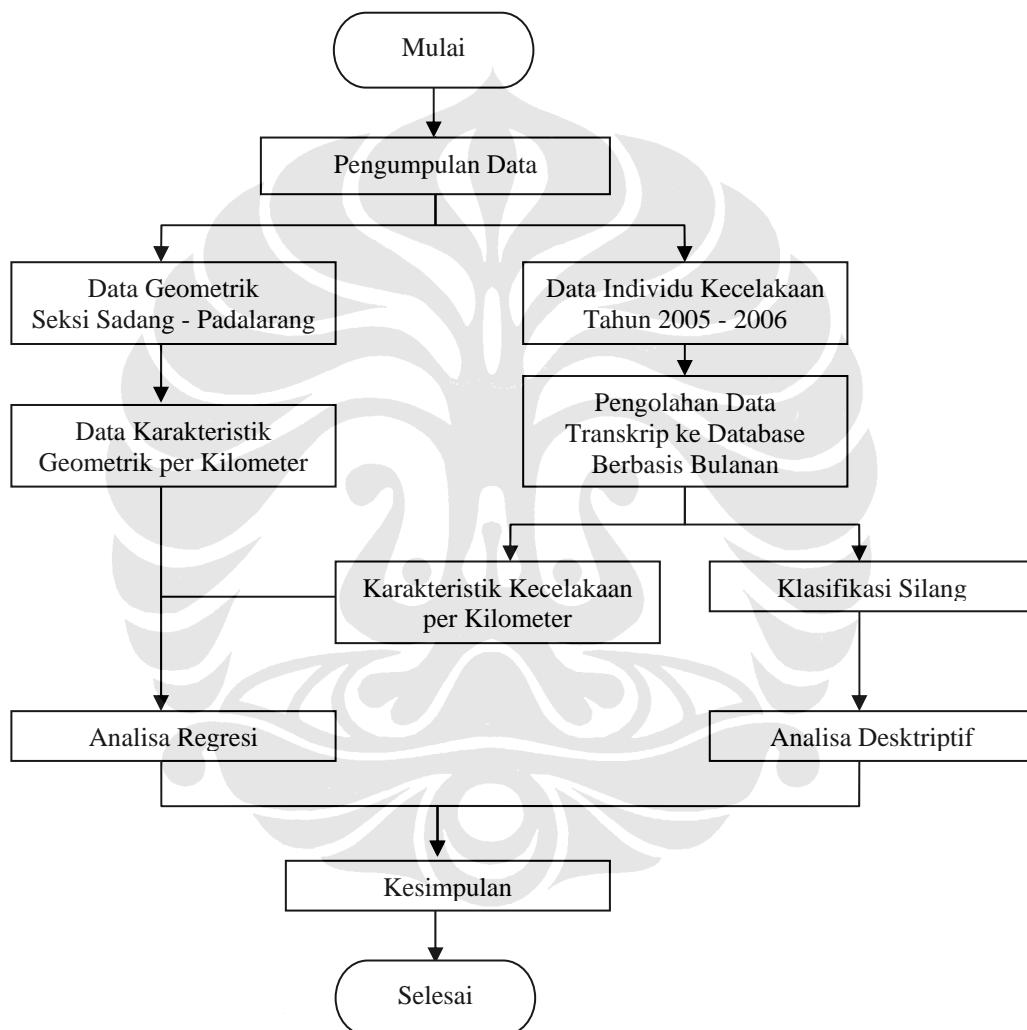 Mulai
Pengumpulan Data
Data Geometrik
Seksi Sadang - Padalarang
Data Individu Kecelakaan
Tahun 2005 - 2006
Data Karakteristik
Geometrik per Kilometer
Pengolahan Data
Transkrip ke Database
Berbasis Bulanan
Karakteristik Kecelakaan
per Kilometer
Klasifikasi Silang
Analisa Regresi
Analisa Desktriptif
Kesimpulan
Selesai